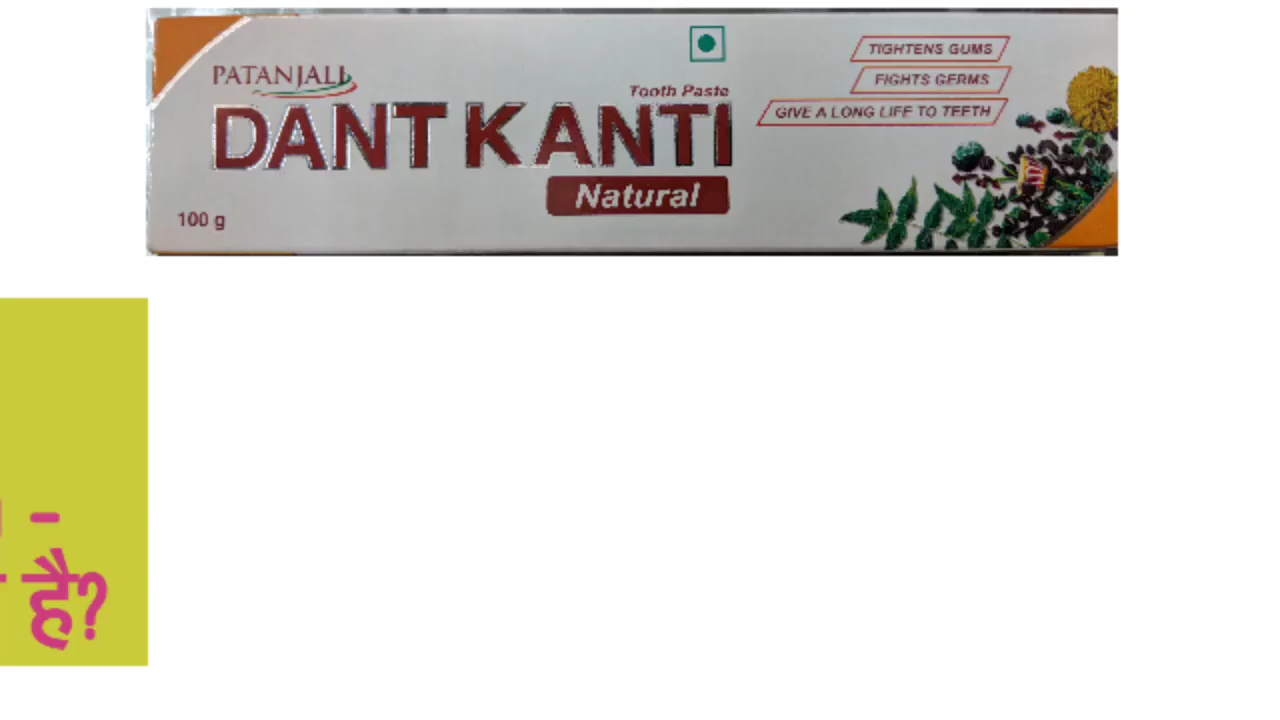 PATANJALI
Tooth Paste
DANT KANTI
Natural
100 g
TIGHTENS GUMS
FIGHTS GERMS
GIVE A LONG LIFE TO TEETH
-
है?